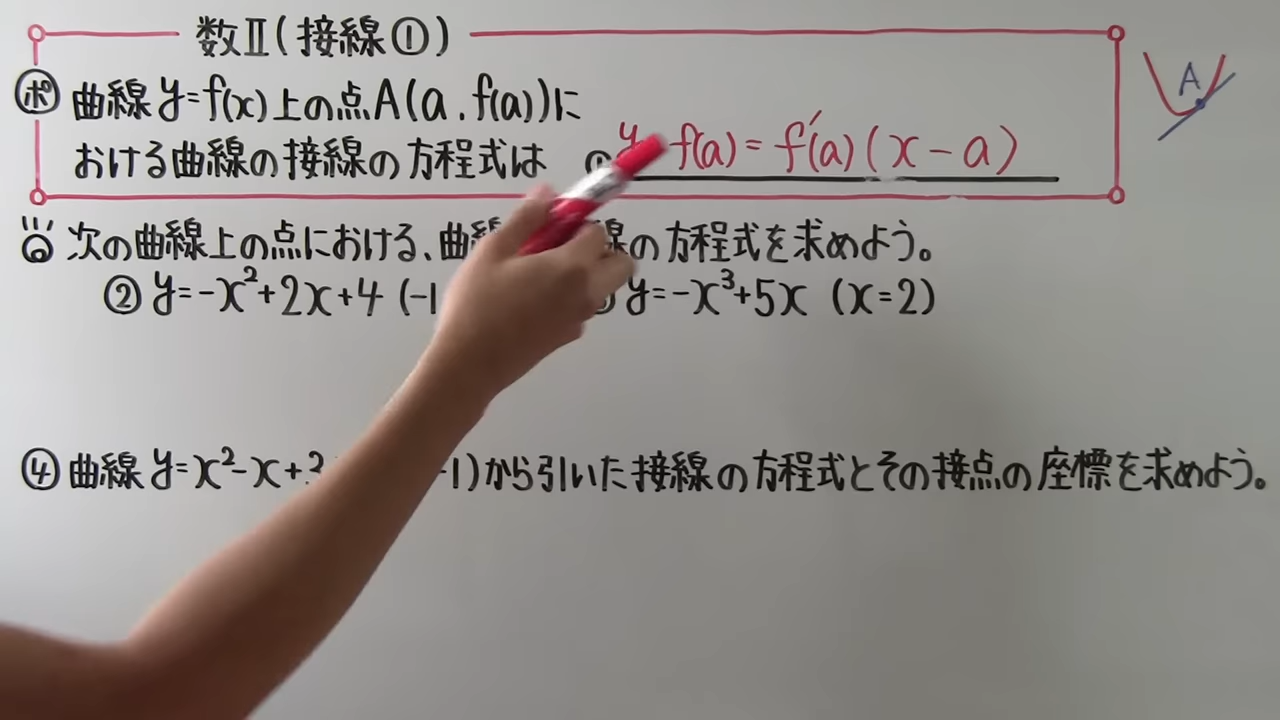 数Ⅱ(接線①)
ポ 曲線y=f(x)上の点A(a,f(a))に
おける曲線の接線の方程式は y f(a)=f'(a)(x-a)
A
次の曲線上の点における、曲 線の方程式を求めよう。
② y=-x²+2x+4 (-1 y=-x³+5x (x=2)
④ 曲線y=x²-x+3 -1)から引いた接線の方程式とその接点の座標を求めよう。